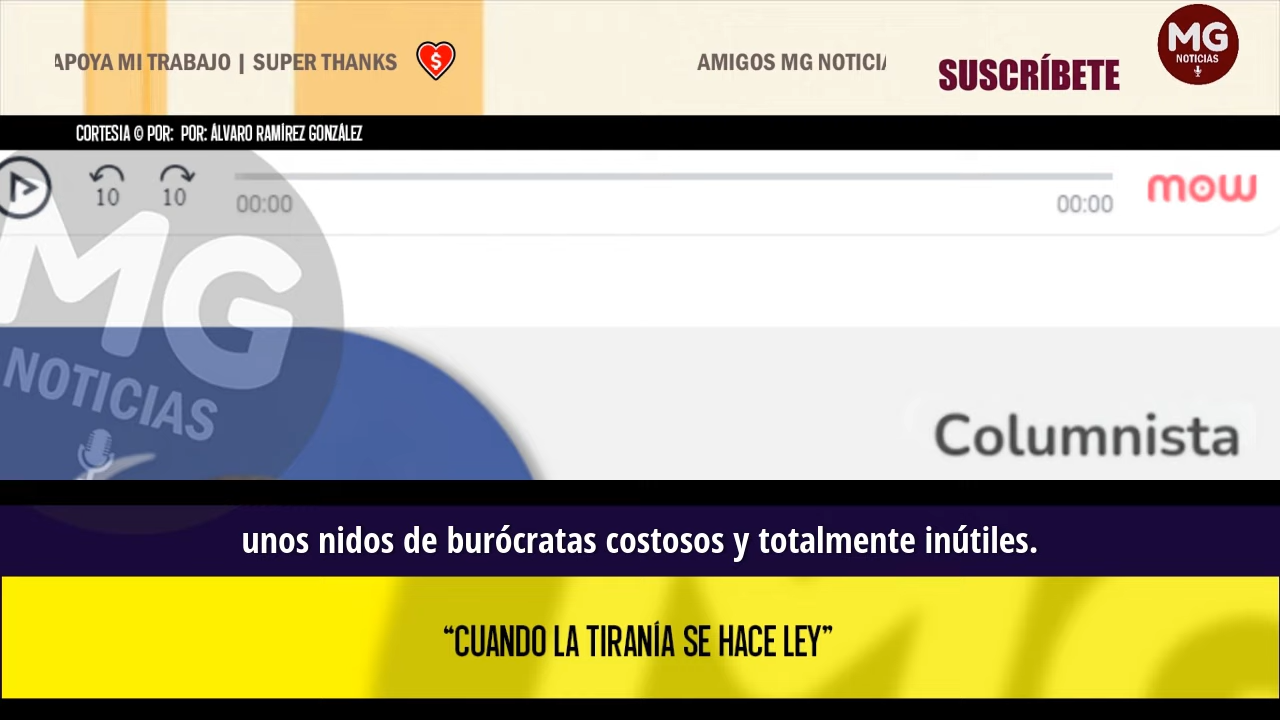 APOYA MI TRABAJO | SUPER THANKS
$
AMIGOS MG NOTICIA
SUSCRÍBETE
MG
NOTICIAS
CORTESIA © POR: POR: ÁLVARO RAMÍREZ GONZÁLEZ
10
10
00:00
00:00
mow
MG
NOTICIAS
Columnista
unos nidos de burócratas costosos y totalmente inútiles.
“CUANDO LA TIRANÍA SE HACE LEY”